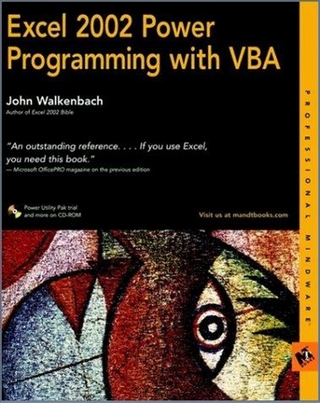 Excel 2002 Power
Programming with VBA
John Walkenbach
Author of Excel 2002 Bible
"An outstanding reference. . . . If you use Excel,
you need this book."
— Microsoft OfficePRO magazine on the previous edition
Power Utility Pak trial
and more on CD-ROM
Visit us at mandtbooks.com
PROFESSIONAL MINDWARE™